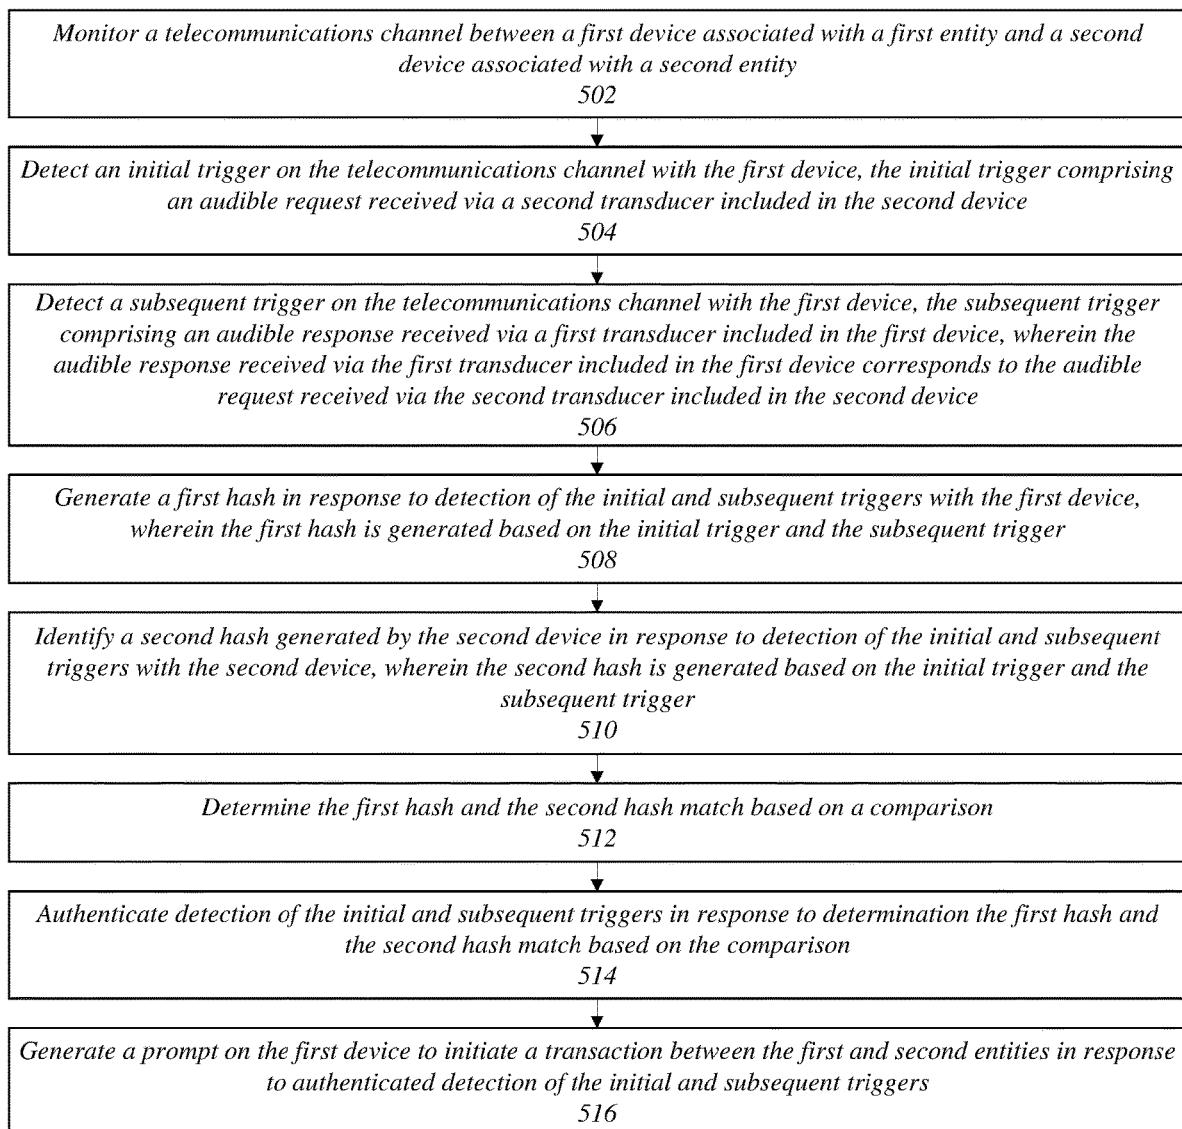 Monitor a telecommunications channel between a first device associated with a first entity and a second
device associated with a second entity
502
Detect an initial trigger on the telecommunications channel with the first device, the initial trigger comprising
an audible request received via a second transducer included in the second device
504
Detect a subsequent trigger on the telecommunications channel with the first device, the subsequent trigger
comprising an audible response received via a first transducer included in the first device, wherein the
audible response received via the first transducer included in the first device corresponds to the audible
request received via the second transducer included in the second device
506
Generate a first hash in response to detection of the initial and subsequent triggers with the first device,
wherein the first hash is generated based on the initial trigger and the subsequent trigger
508
Identify a second hash generated by the second device in response to detection of the initial and subsequent
triggers with the second device, wherein the second hash is generated based on the initial trigger and the
subsequent trigger
510
Determine the first hash and the second hash match based on a comparison
512
Authenticate detection of the initial and subsequent triggers in response to determination the first hash and
the second hash match based on the comparison
514
Generate a prompt on the first device to initiate a transaction between the first and second entities in response
to authenticated detection of the initial and subsequent triggers
516